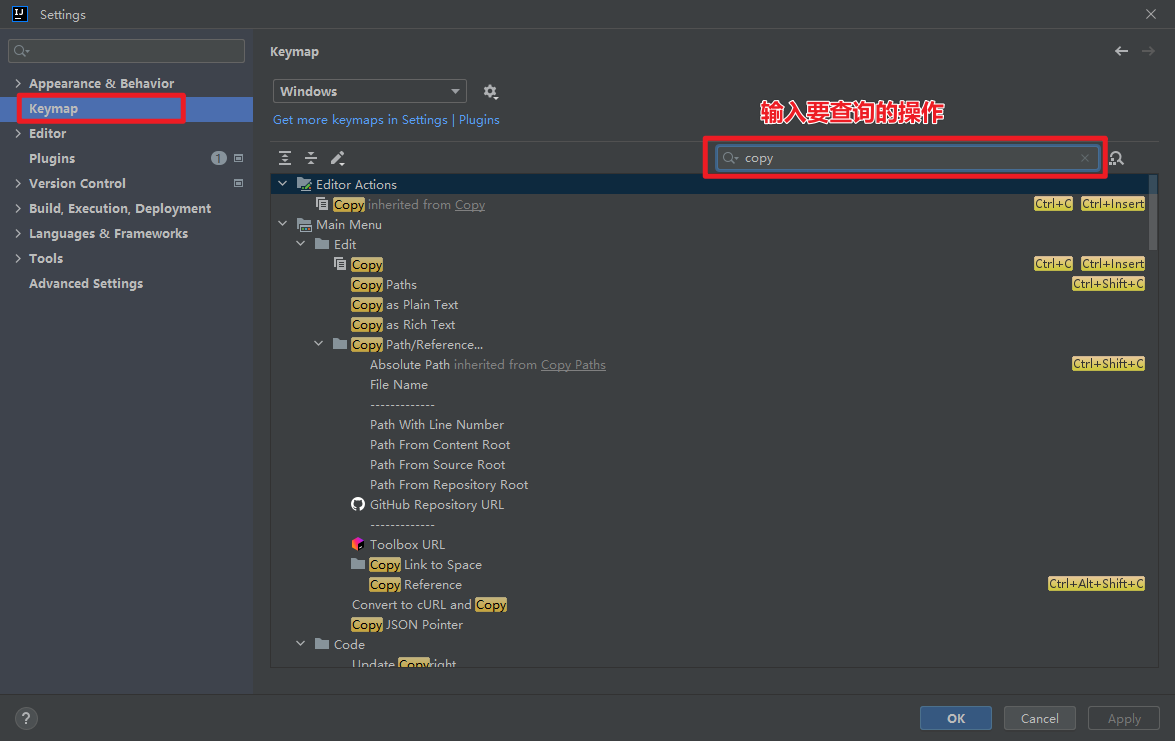 Settings
Keymap
Appearance & Behavior
Keymap
Editor
Plugins 1
Version Control
Build, Execution, Deployment
Languages & Frameworks
Tools
Advanced Settings
Windows
Get more keymaps in Settings | Plugins
输入要查询的操作
copy
Editor Actions
Copy inherited from Copy Ctrl+C Ctrl+Insert
Main Menu
Edit
Copy Ctrl+C Ctrl+Insert
Copy Paths Ctrl+Shift+C
Copy as Plain Text
Copy as Rich Text
Copy Path/Reference...
Absolute Path inherited from Copy Paths Ctrl+Shift+C
File Name
-------------
Path With Line Number
Path From Content Root
Path From Source Root
Path From Repository Root
GitHub Repository URL
-------------
Toolbox URL
Copy Link to Space
Copy Reference Ctrl+Alt+Shift+C
Convert to cURL and Copy
Copy JSON Pointer
Code
Update Copyright
?
OK
Cancel
Apply